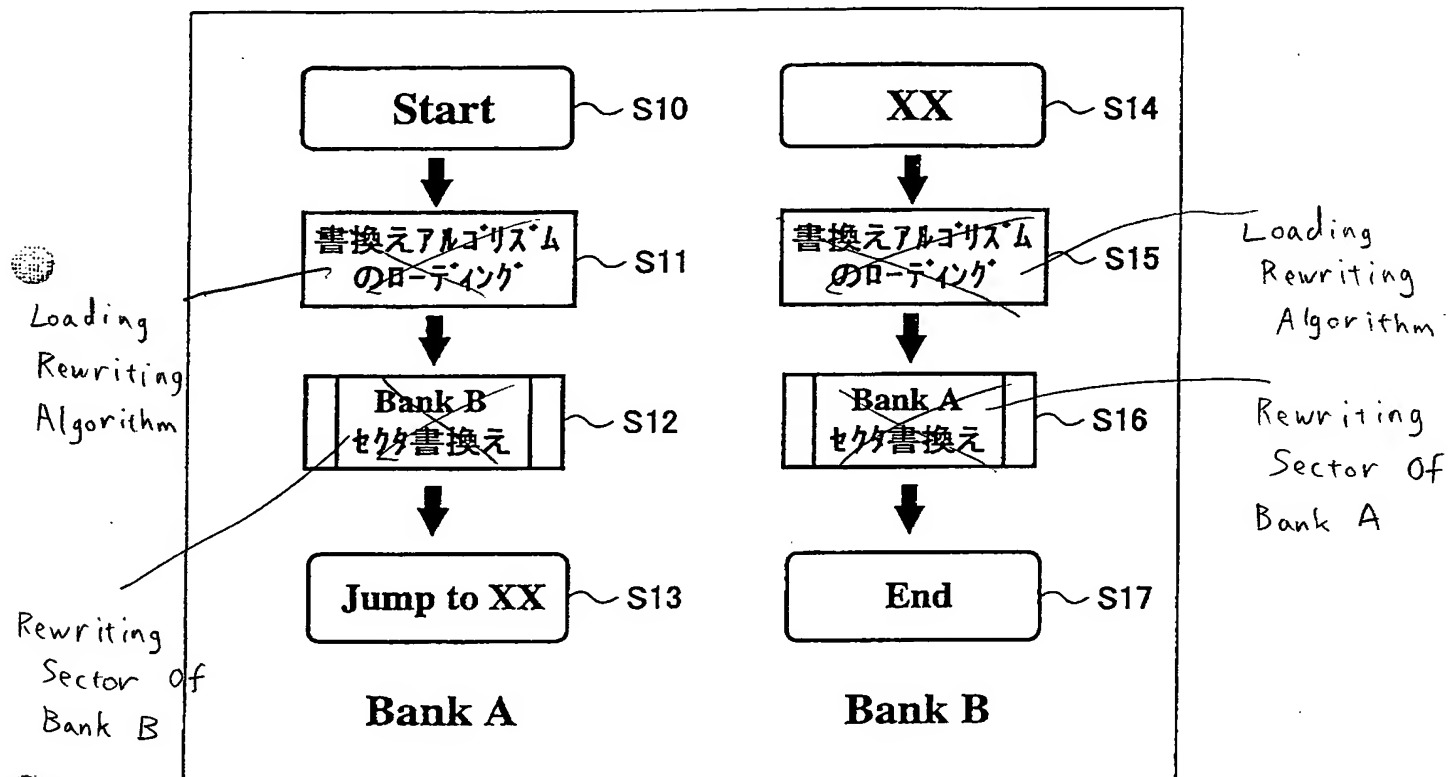 Start
S10
書換えアルゴリズム
のローディング
S11
Bank B
セクタ書換え
S12
Jump to XX
S13
Bank A
XX
S14
書換えアルゴリズム
のローディング
S15
Bank A
セクタ書換え
S16
End
S17
Bank B
Loading
Rewriting
Algorithm
Rewriting
Sector Of
Bank B
Loading
Rewriting
Algorithm
Rewriting
Sector Of
Bank A